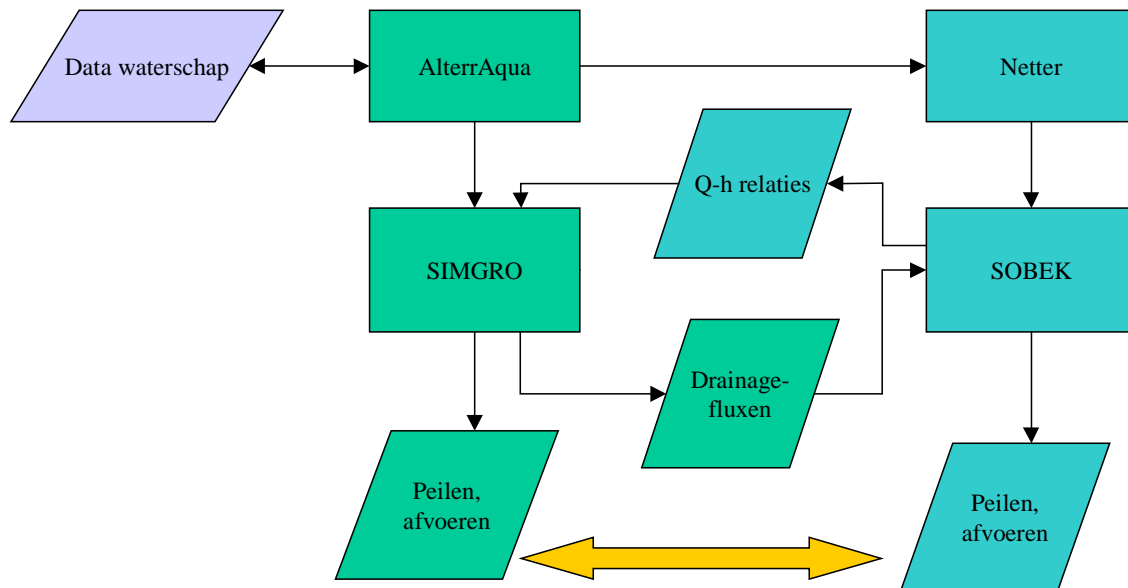 Data waterschap
AlterrAqua
Netter
Q-h relaties
SIMGRO
SOBEK
Drainage-
fluxen
Peilen,
afvoeren
Peilen,
afvoeren